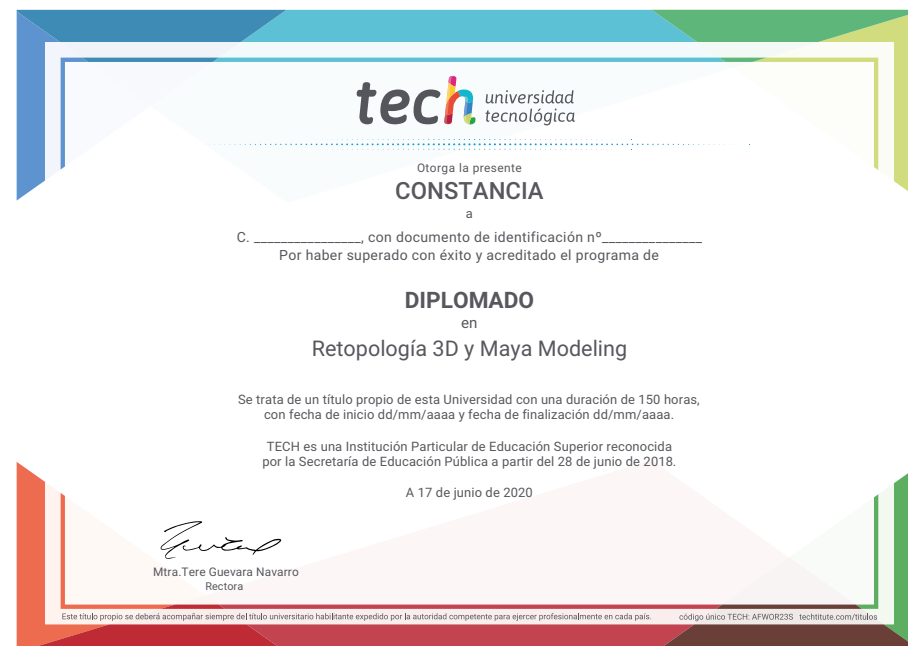 tech universidad
tecnológica
Otorga la presente
CONSTANCIA
a
C. ________________, con documento de identificación nº_______________
Por haber superado con éxito y acreditado el programa de
DIPLOMADO
en
Retopología 3D y Maya Modeling
Se trata de un título propio de esta Universidad con una duración de 150 horas,
con fecha de inicio dd/mm/aaaa y fecha de finalización dd/mm/aaaa.
TECH es una Institución Particular de Educación Superior reconocida
por la Secretaría de Educación Pública a partir del 28 de junio de 2018.
A 17 de junio de 2020
Mtra.Tere Guevara Navarro
Rectora
Este título propio se deberá acompañar siempre del título universitario habilitante expedido por la autoridad competente para ejercer profesionalmente en cada país. código único TECH: AFWOR23S techtitute.com/titulos